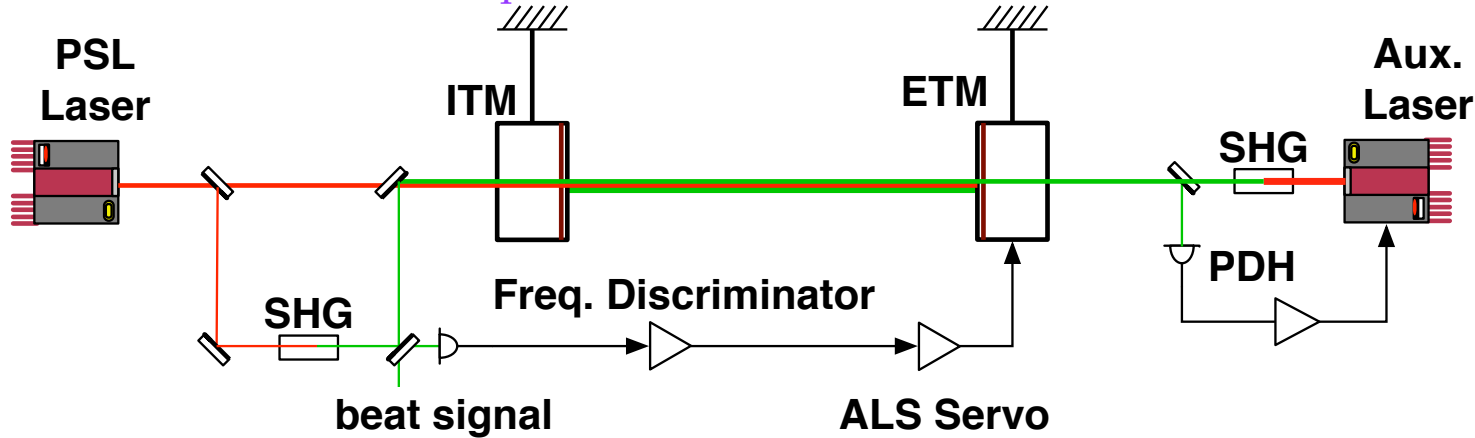 PSL
Laser
ITM
ETM
Aux.
Laser
SHG
PDH
Freq. Discriminator
SHG
beat signal
ALS Servo